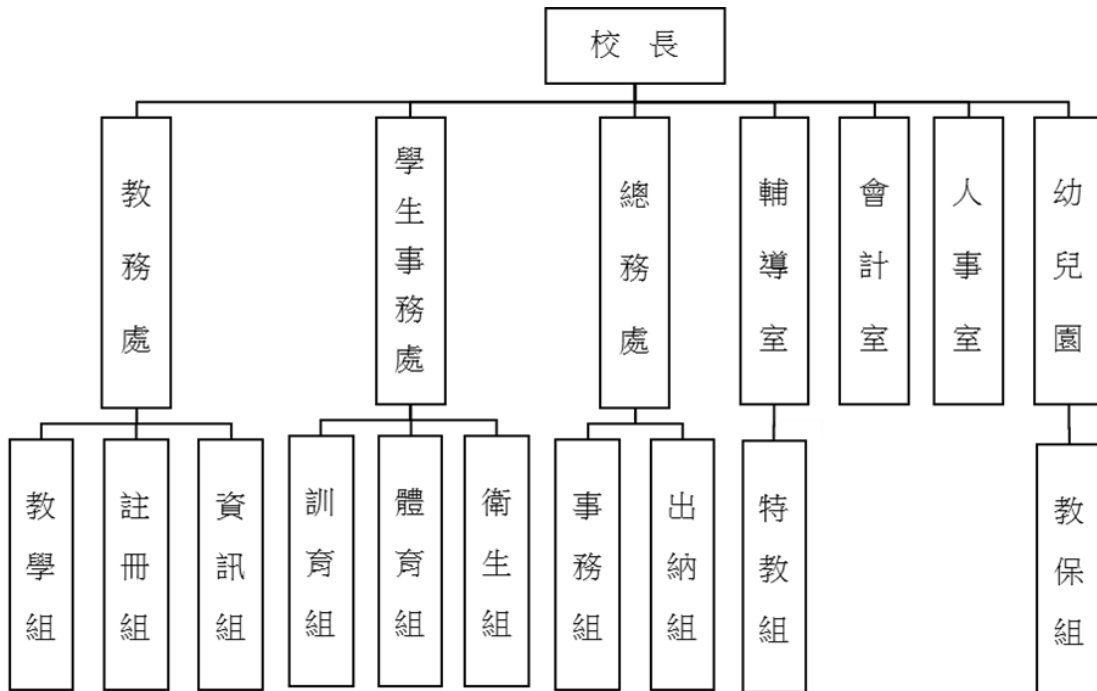 校長
教務處
學生事務處
總務處
輔導室
會計室
人事室
幼兒園
教學組
註冊組
資訊組
訓育組
體育組
衛生組
事務組
出納組
特教組
教保組